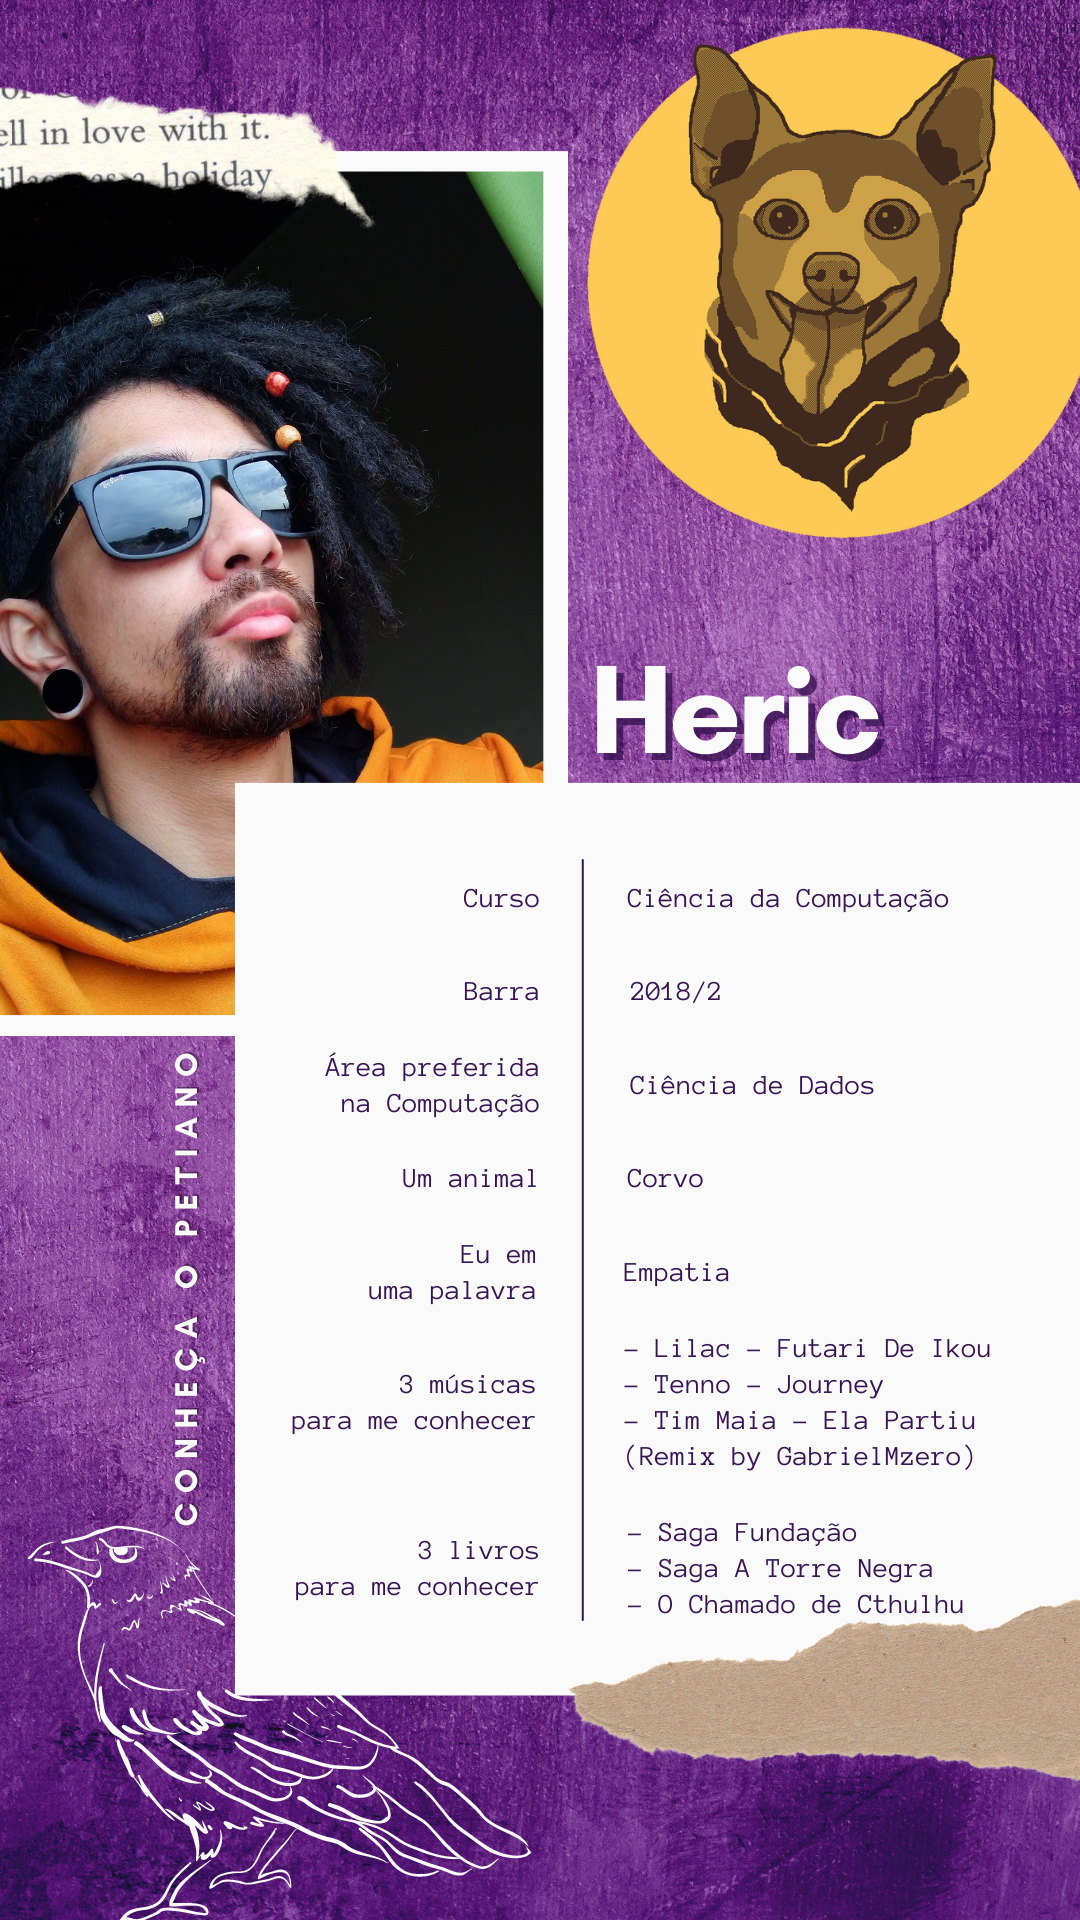 ell in love with it.
holiday
Heric
Curso
Ciência da Computação
Barra
2018/2
Área preferida
na Computação
Ciência de Dados
Um animal
Corvo
Eu em
uma palavra
Empatia
3 músicas
para me conhecer
- Lilac - Futari De Ikou
- Tenno - Journey
- Tim Maia - Ela Partiu
(Remix by GabrielMzero)
3 livros
para me conhecer
- Saga Fundação
- Saga A Torre Negra
- O Chamado de Cthulhu
CONHEÇA O PETIANO